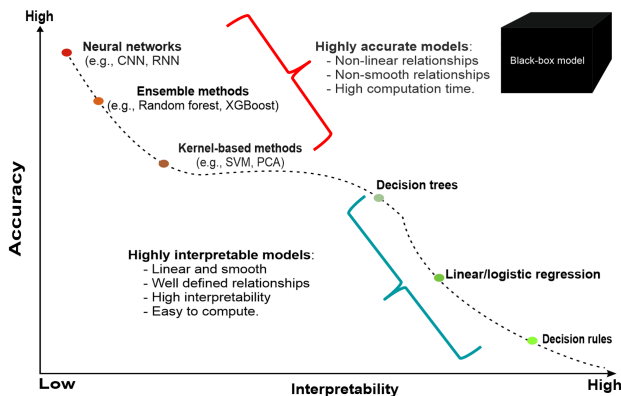 High
Neural networks
(e.g., CNN, RNN
Ensemble methods
(e.g., Random forest, XGBoost)
Kernel-based methods
(e.g., SVM, PCA)
Highly accurate models:
- Non-linear relationships
- Non-smooth relationships
- High computation time.
Black-box model
Decision trees
Accuracy
Highly interpretable models:
- Linear and smooth
- Well defined relationships
- High interpretability
- Easy to compute.
Linear/logistic regression
Decision rules
Low
Interpretability
High